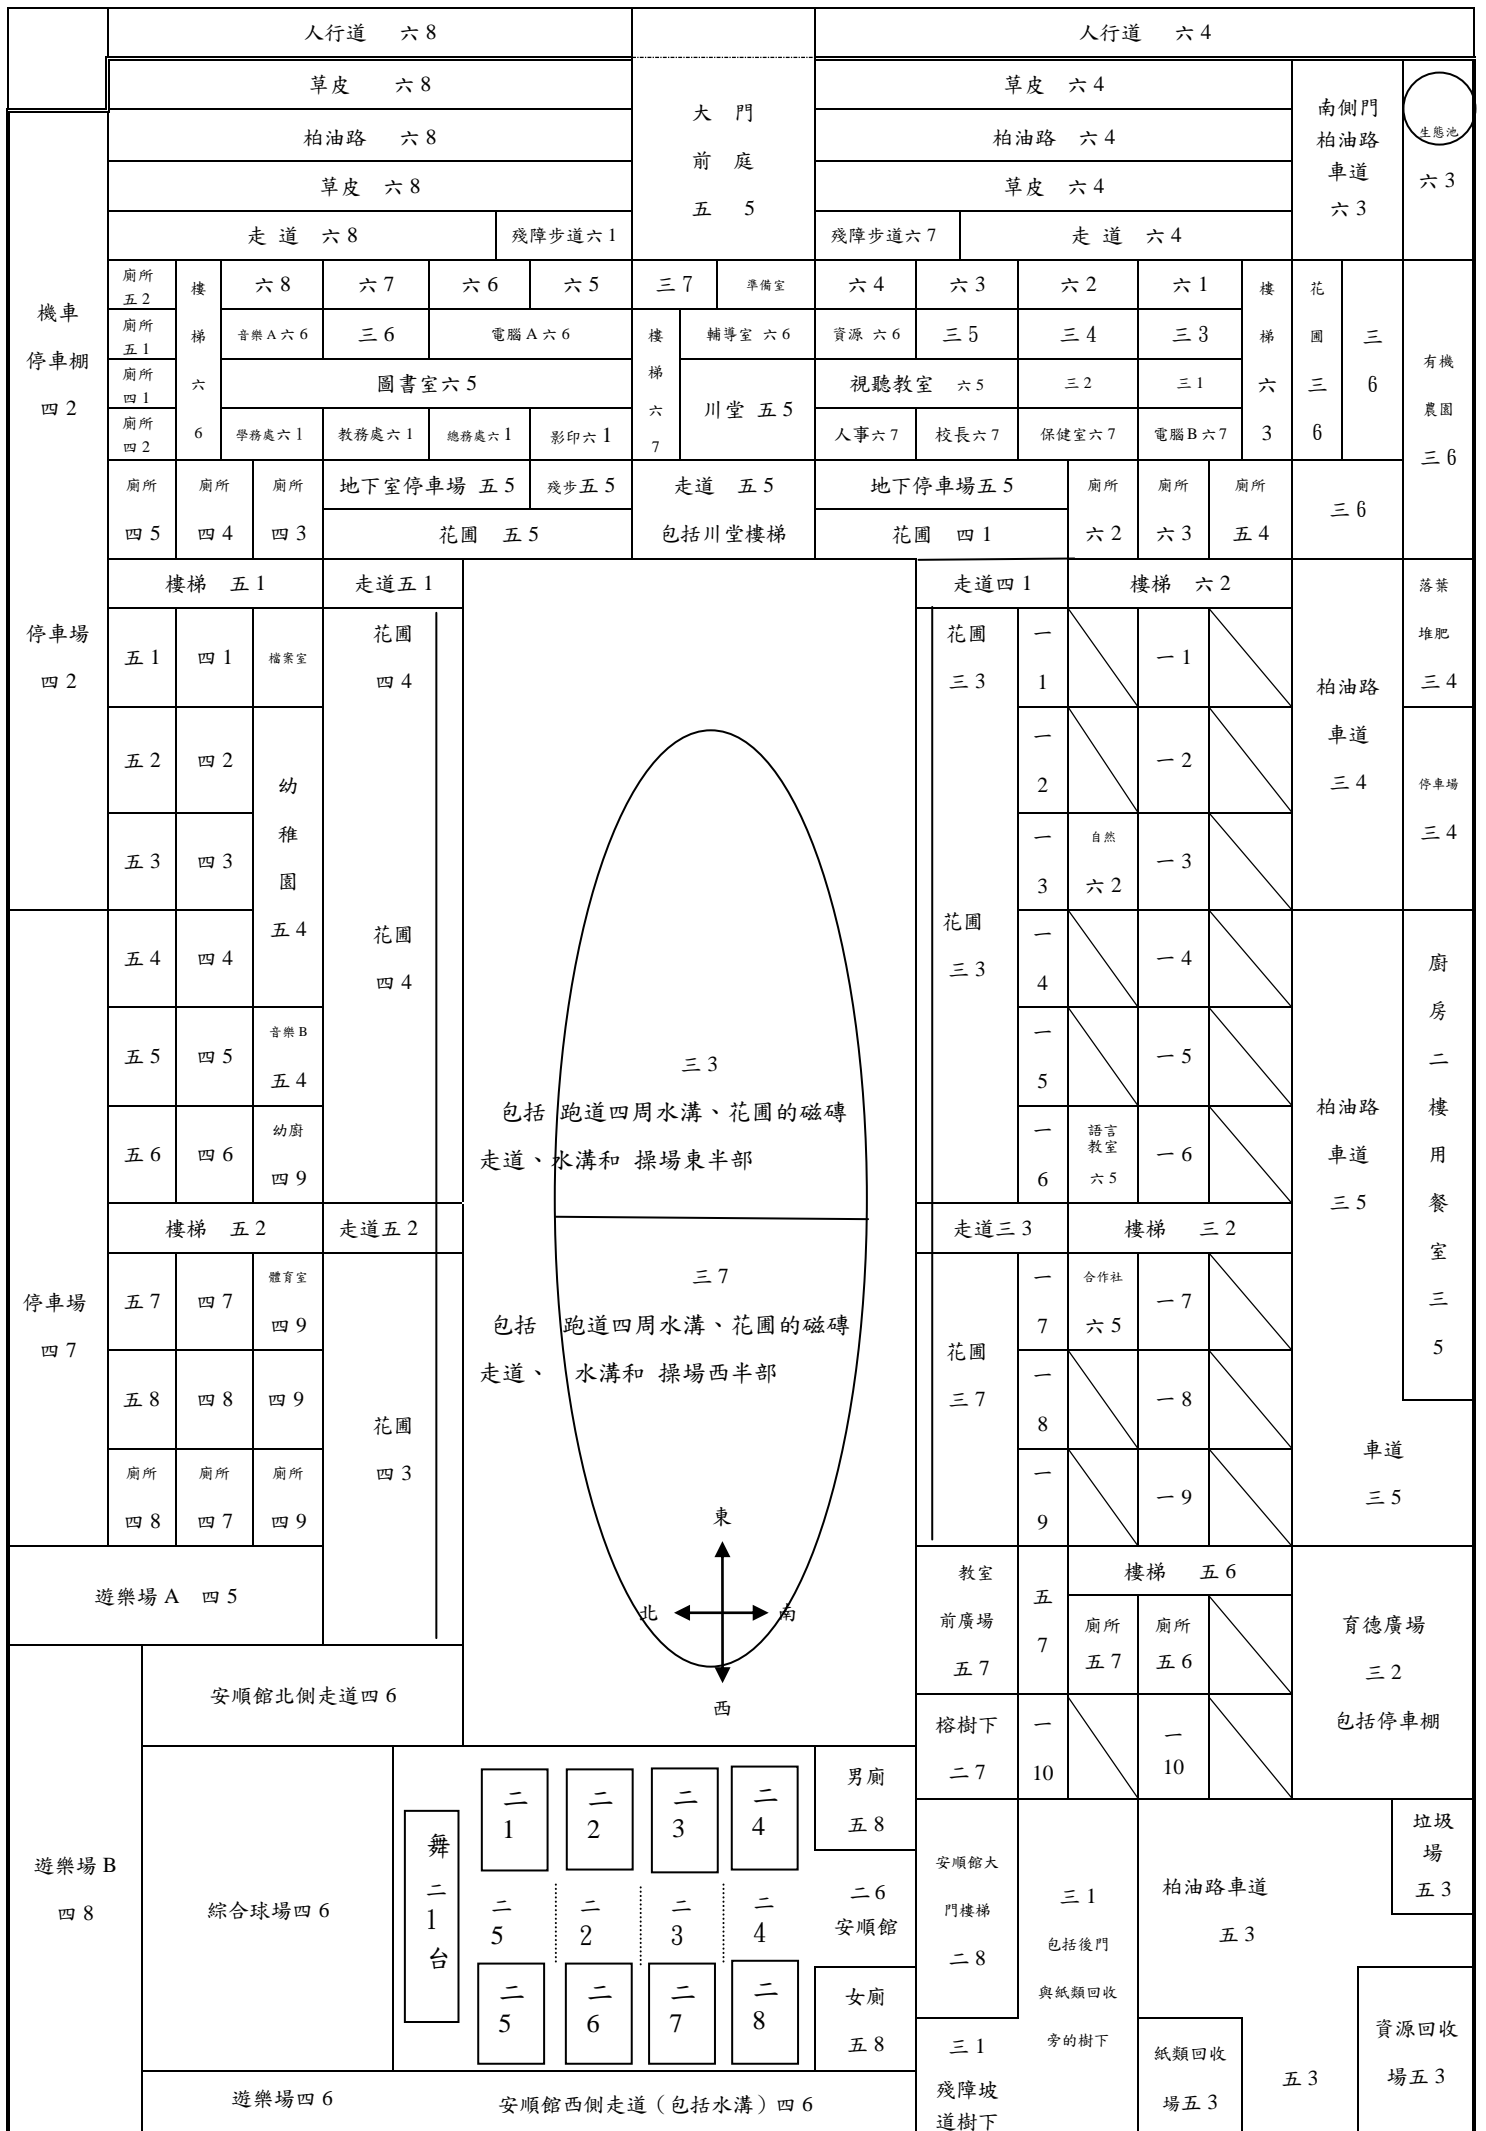 人行道 六 8
人行道 六 4
草皮 六 8
大 門
前 庭
五 5
草皮 六 4
南側門
柏油路
車道
六 3
生態池
六 3
柏油路 六 8
柏油路 六 4
草皮 六 8
草皮 六 4
走 道 六 8
殘障步道六 1
殘障步道六 7
走 道 六 4
機車
停車棚
四 2
廁所
五 2
樓
梯
六
6
六 8
六 7
六 6
六 5
三 7
準備室
六 4
六 3
六 2
六 1
樓
梯
六
3
花
圃
三
6
三
6
有機
農園
三 6
廁所
五 1
音樂 A 六 6
三 6
電腦 A 六 6
樓
梯
六
7
輔導室 六 6
資源 六 6
三 5
三 4
三 3
廁所
四 1
圖書室六 5
川堂 五 5
視聽教室 六 5
三 2
三 1
廁所
四 2
學務處六 1
教務處六 1
總務處六 1
影印六 1
人事六 7
校長六 7
保健室六 7
電腦 B 六 7
廁所
四 5
廁所
四 4
廁所
四 3
地下室停車場 五 5
殘步五 5
走道 五 5
包括川堂樓梯
地下停車場五 5
廁所
六 2
廁所
六 3
廁所
五 4
三 6
花圃 五 5
花圃 四 1
停車場
四 2
樓梯 五 1
走道五 1
走道四 1
樓梯 六 2
柏油路
車道
三 4
落葉
堆肥
三 4
五 1
四 1
檔案室
花圃
四 4
花圃
三 3
一
1
一 1
五 2
四 2
幼
稚
園
五 4
一
2
一 2
停車場
三 4
五 3
四 3
一
3
自然
六 2
一 3
五 4
四 4
花圃
四 4
花圃
三 3
一
4
一 4
柏油路
車道
三 5
廚
房
二
樓
用
餐
室
三
5
五 5
四 5
音樂 B
五 4
一
5
一 5
三 3
包括 跑道四周水溝、花圃的磁磚
走道、水溝和 操場東半部
五 6
四 6
幼廚
四 9
一
6
語言
教室
六 5
一 6
停車場
四 7
樓梯 五 2
走道五 2
走道三 3
樓梯 三 2
三 7
包括 跑道四周水溝、花圃的磁磚
走道、 水溝和 操場西半部
五 7
四 7
體育室
四 9
花圃
四 3
花圃
三 7
一
7
合作社
六 5
一 7
五 8
四 8
四 9
一
8
一 8
車道
三 5
廁所
四 8
廁所
四 7
廁所
四 9
一
9
一 9
東
北
南
西
遊樂場 A 四 5
教室
前廣場
五 7
五
7
樓梯 五 6
廁所
五 7
廁所
五 6
育德廣場
三 2
包括停車棚
遊樂場 B
四 8
安順館北側走道四 6
榕樹下
二 7
一
10
一
10
綜合球場四 6
舞
二
1
台
二
1
二
2
二
3
二
4
男廁
五 8
二
5
二
2
二
3
二
4
二 6
安順館
二
5
二
6
二
7
二
8
女廁
五 8
安順館大
門樓梯
二 8
三 1
包括後門
與紙類回收
旁的樹下
柏油路車道
五 3
垃圾
場
五 3
三 1
殘障坡
道樹下
紙類回收
場五 3
五 3
資源回收
場五 3
遊樂場四 6
安順館西側走道（包括水溝）四 6